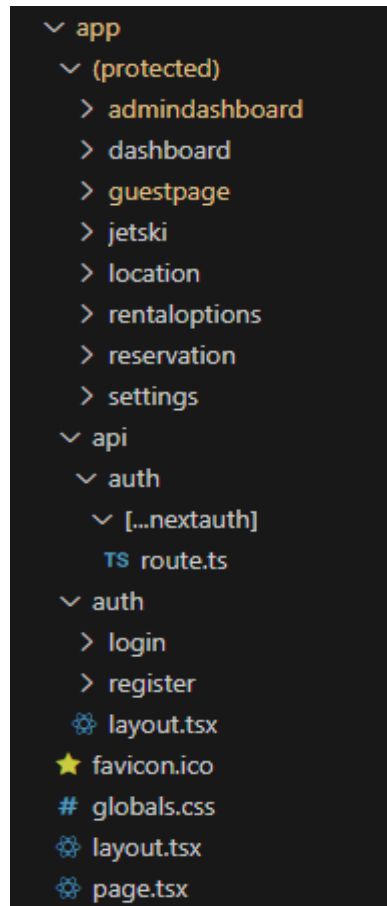 app
(protected)
admindashboard
dashboard
guestpage
jetski
location
rentaloptions
reservation
settings
api
auth
[...nextauth]
TS route.ts
auth
login
register
layout.tsx
favicon.ico
# globals.css
layout.tsx
page.tsx